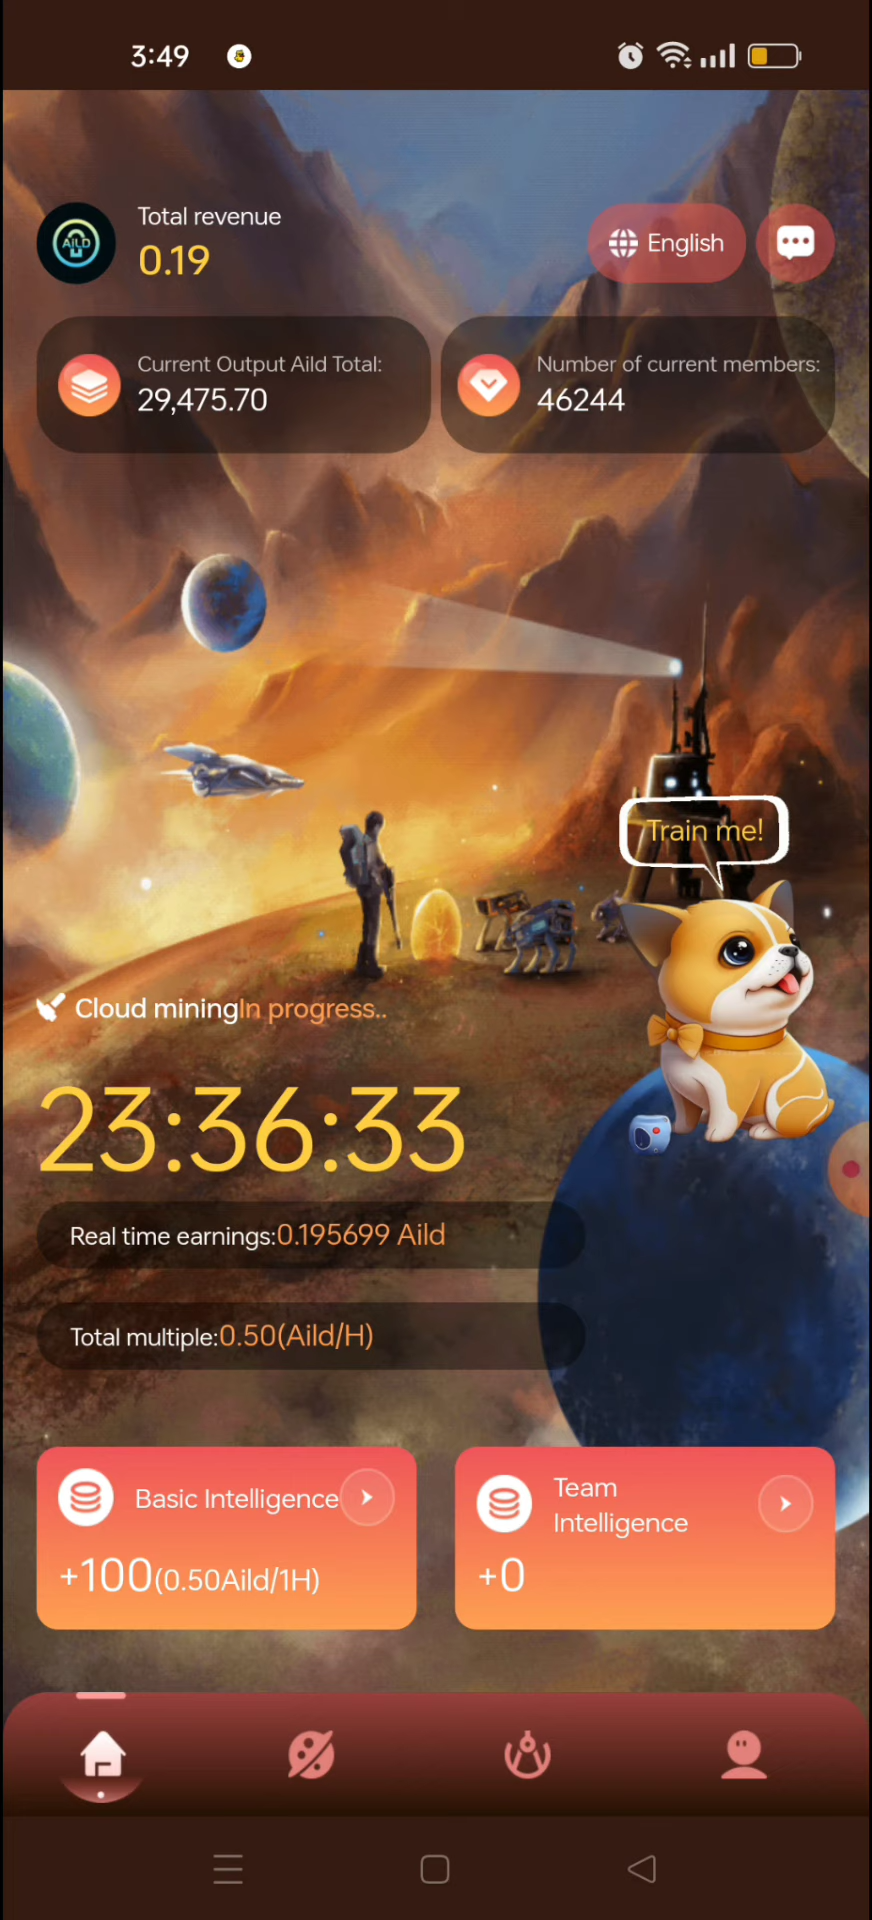 3:49
Total revenue
0.19
AiLD
English
Current Output Aild Total:
29,475.70
Number of current members:
46244
Train me!
Cloud miningIn progress..
23:36:33
Real time earnings:0.195699 Aild
Total multiple:0.50(Aild/H)
Basic Intelligence
+100(0.50Aild/1H)
Team
Intelligence
+0